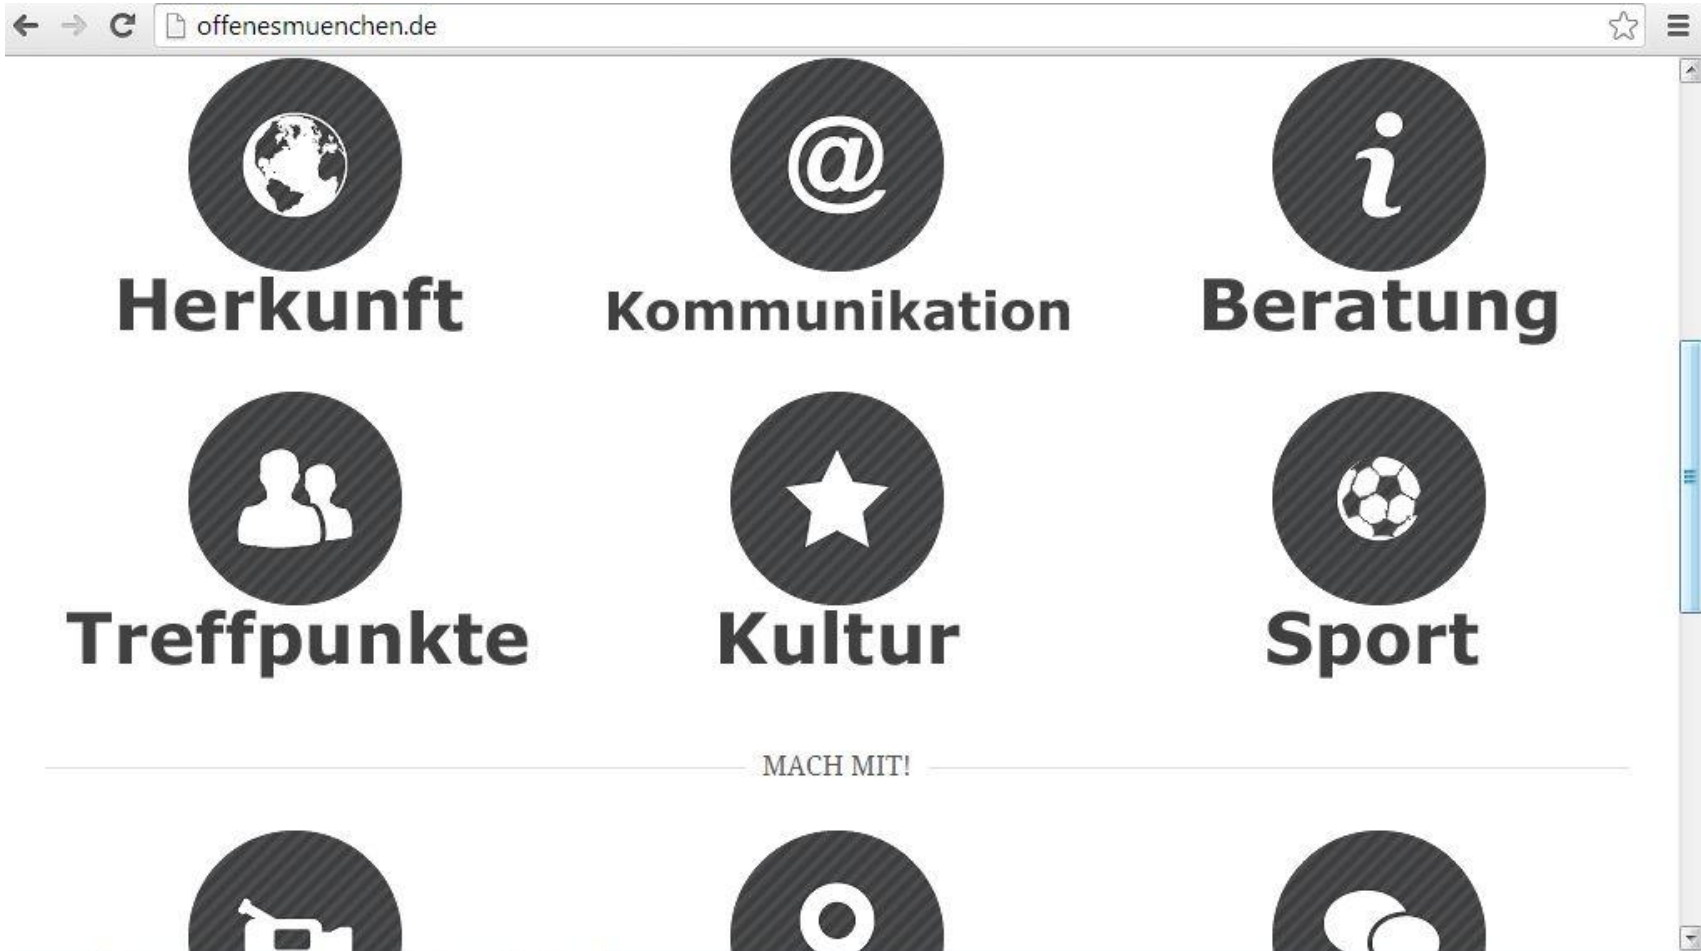 offenesmuenchen.de
@
i
Herkunft
Kommunikation
Beratung
Treffpunkte
Kultur
Sport
MACH MIT!